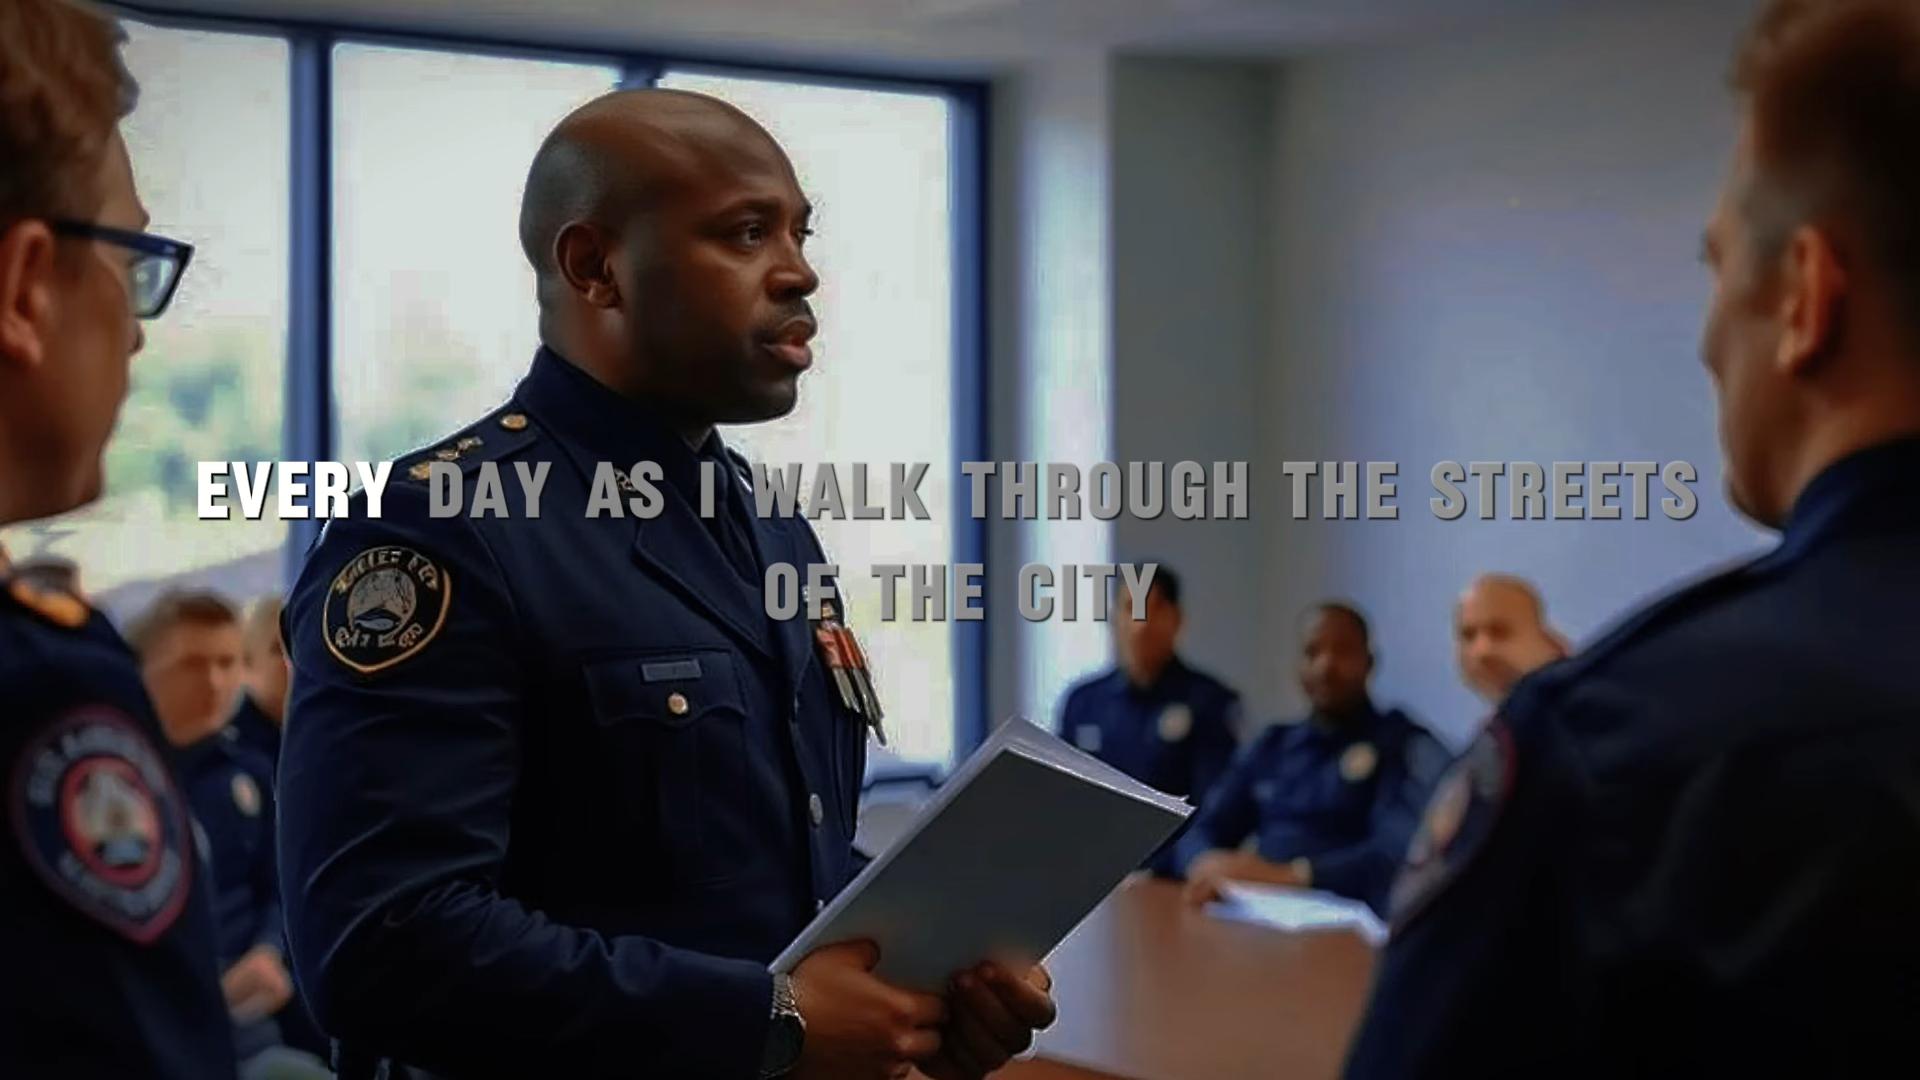 EVERY DAY AS I WALK THROUGH THE STREETS
OF THE CITY